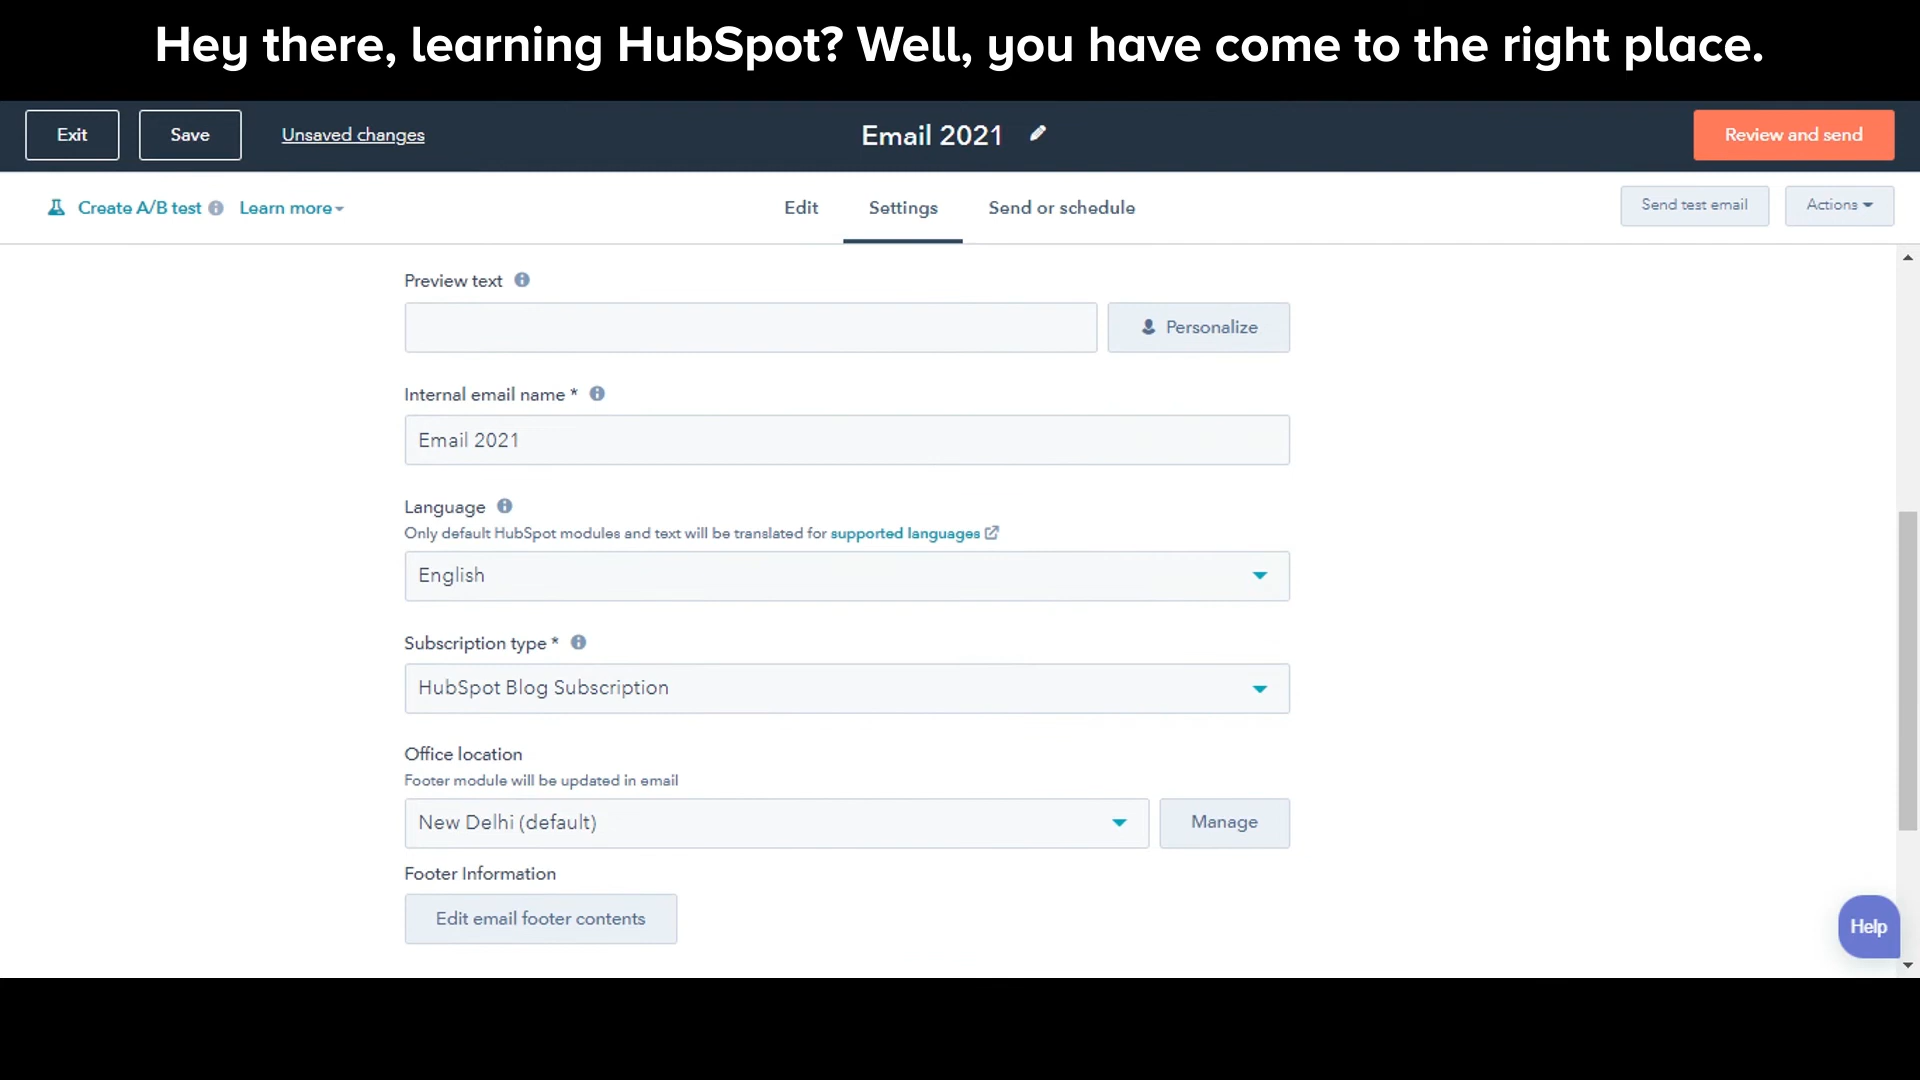 Hey there, learning HubSpot? Well, you have come to the right place.
Exit Save Unsaved changes Email 2021 Review and send
Create A/B test Learn more Edit Settings Send or schedule Send test email Actions
Preview text
Personalize
Internal email name *
Email 2021
Language
Only default HubSpot modules and text will be translated for supported languages
English
Subscription type *
HubSpot Blog Subscription
Office location
Footer module will be updated in email
New Delhi (default) Manage
Footer Information
Edit email footer contents
Help